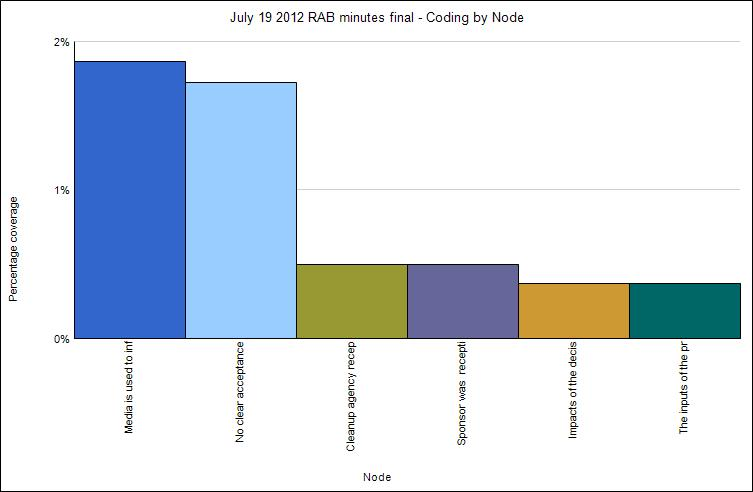 July 19 2012 RAB minutes final - Coding by Node
2%
1%
0%
Percentage coverage
Media is used to inf
No clear acceptance
Cleanup agency recep
Sponsor was  recepti
Impacts of the decis
The inputs of the pr
Node